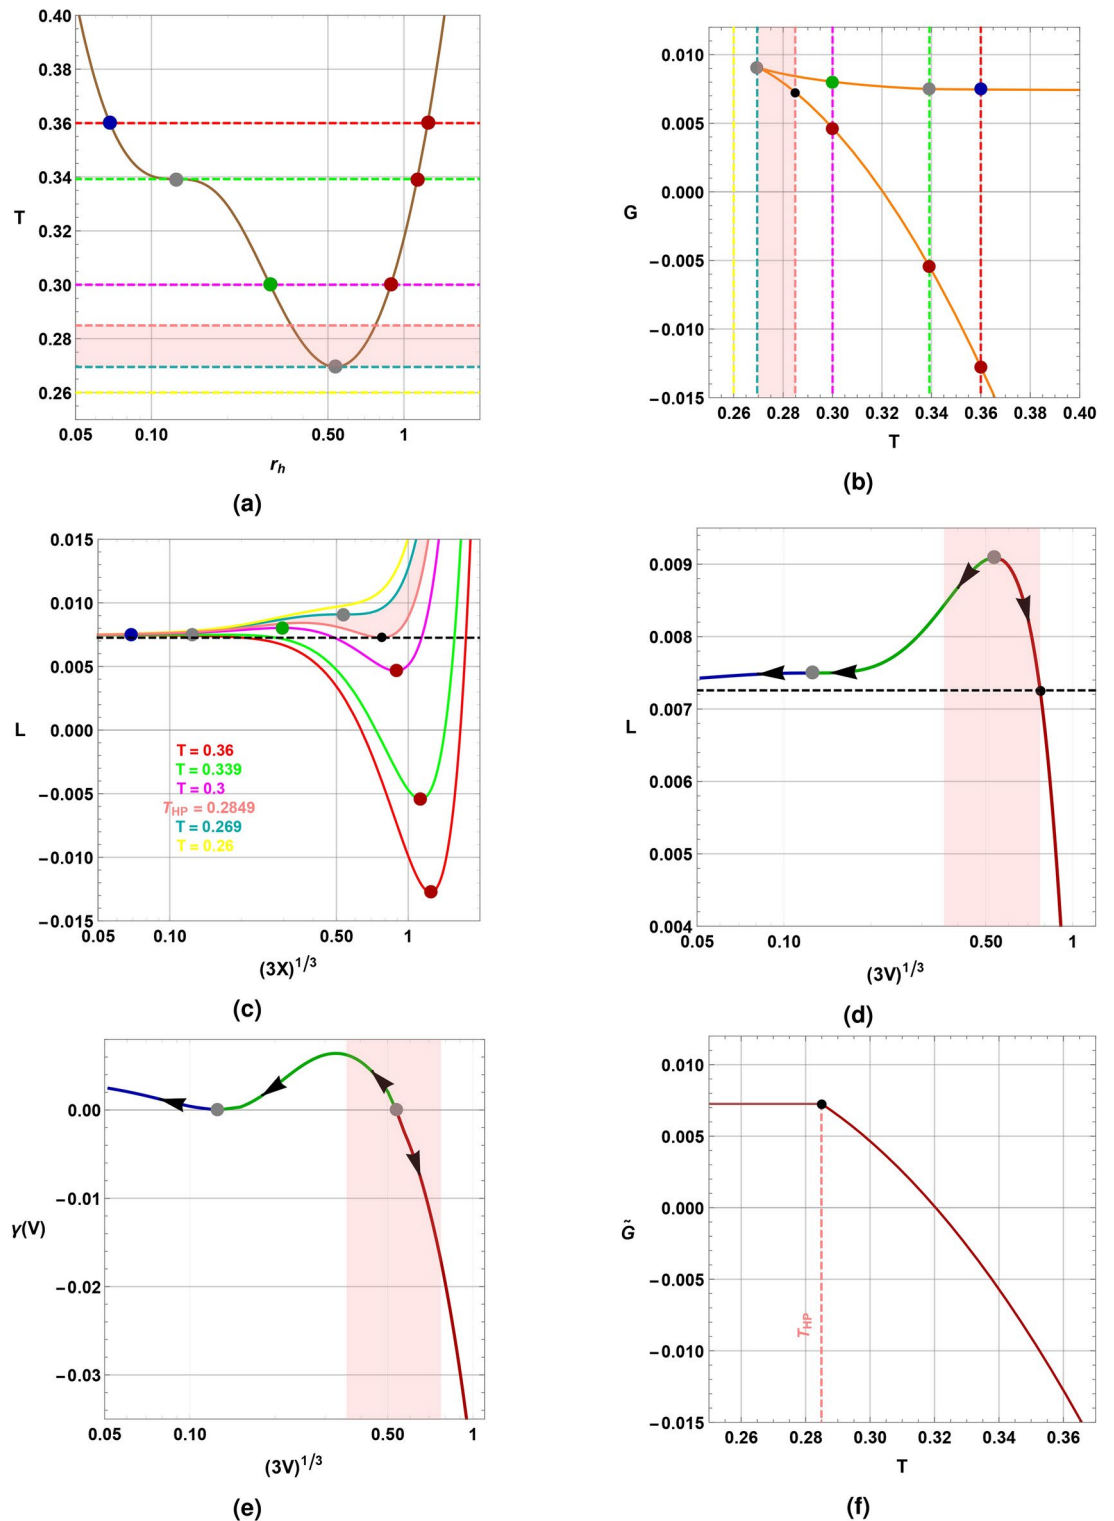 0.40
0.38
0.36
0.34
T
0.32
0.30
0.28
0.26
0.05 0.10 0.50 1
r_h
(a)
0.010
0.005
0.000
G
−0.005
−0.010
−0.015
0.26 0.28 0.30 0.32 0.34 0.36 0.38 0.40
T
(b)
0.015
0.010
0.005
L
0.000
−0.005
−0.010
−0.015
T = 0.36
T = 0.339
T = 0.3
T_HP = 0.2849
T = 0.269
T = 0.26
0.05 0.10 0.50 1
(3X)^1/3
(c)
0.009
0.008
0.007
L
0.006
0.005
0.004
0.05 0.10 0.50 1
(3V)^1/3
(d)
0.00
−0.01
γ(V)
−0.02
−0.03
0.05 0.10 0.50 1
(3V)^1/3
(e)
0.010
0.005
0.000
G̃
−0.005
−0.010
−0.015
T_HP
0.26 0.28 0.30 0.32 0.34 0.36
T
(f)